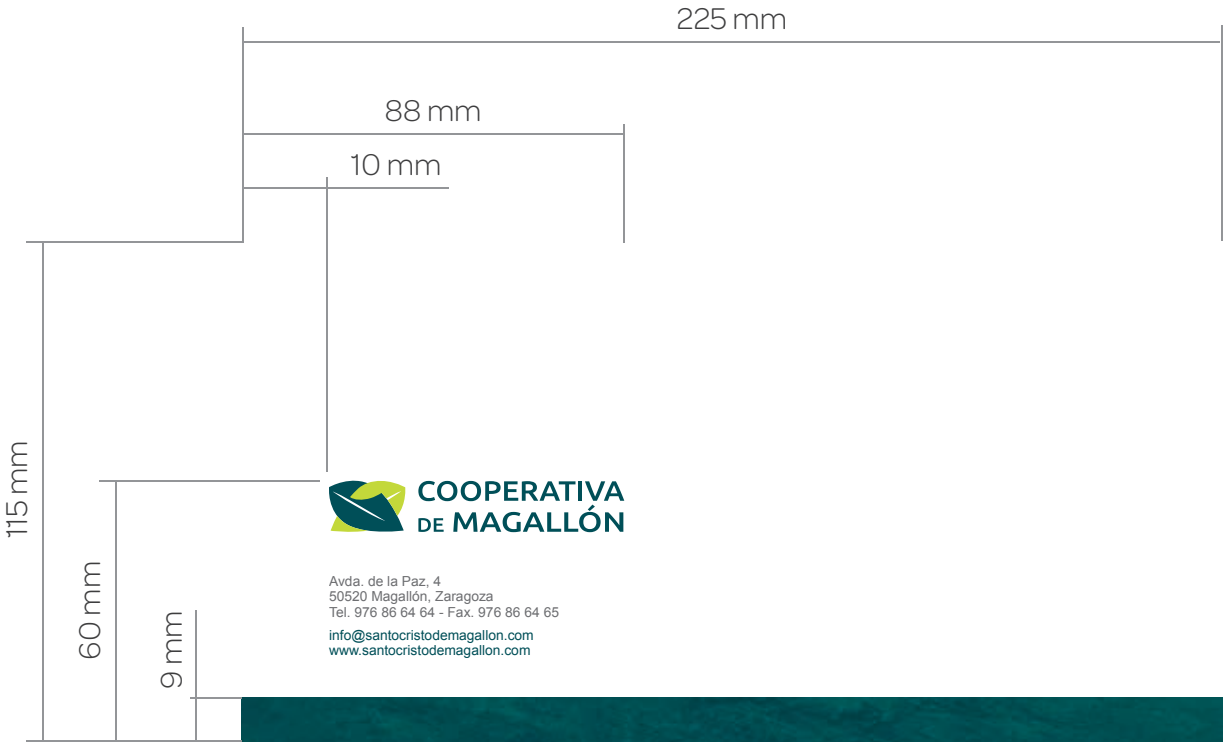 225 mm
88 mm
10 mm
115 mm
60 mm
9 mm
COOPERATIVA
DE MAGALLÓN
Avda. de la Paz, 4
50520 Magallón, Zaragoza
Tel. 976 86 64 64 - Fax. 976 86 64 65
info@santocristodemagallon.com
www.santocristodemagallon.com